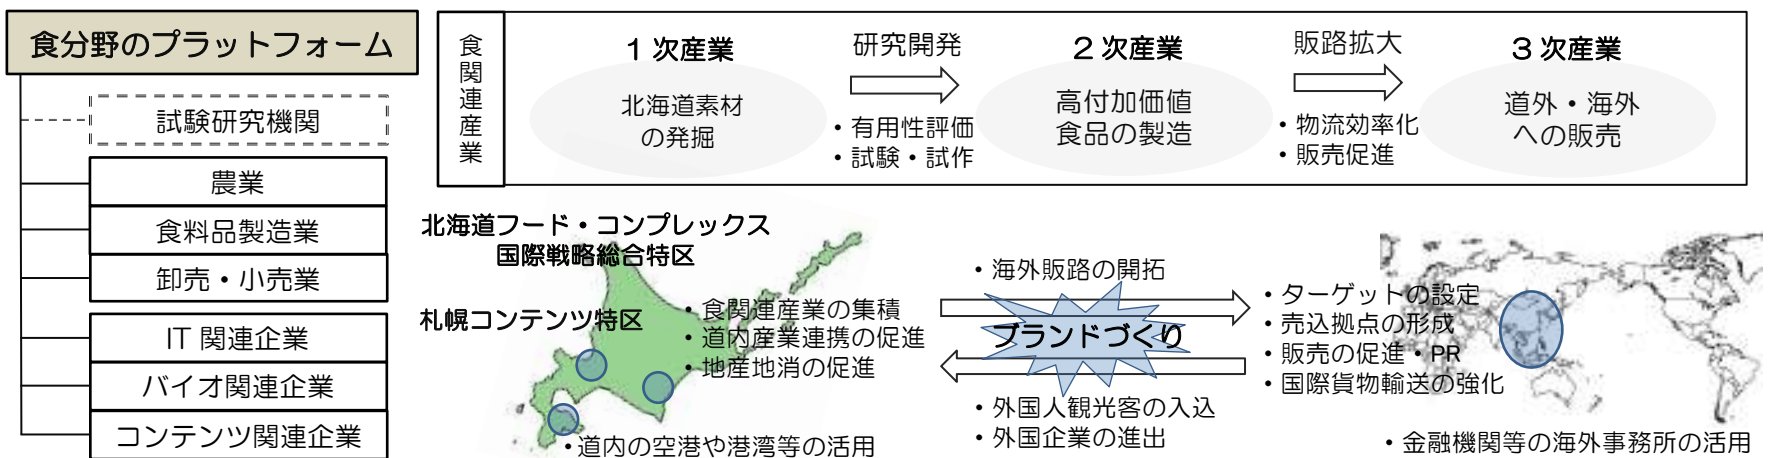 食分野のプラットフォーム
試験研究機関
農業
食料品製造業
卸売・小売業
IT 関連企業
バイオ関連企業
コンテンツ関連企業
食関連産業
１次産業
北海道素材
の発掘
研究開発
・有用性評価
・試験・試作
２次産業
高付加価値
食品の製造
販路拡大
・物流効率化
・販売促進
３次産業
道外・海外
への販売
北海道フード・コンプレックス
国際戦略総合特区
札幌コンテンツ特区
・食関連産業の集積
・道内産業連携の促進
・地産地消の促進
・道内の空港や港湾等の活用
・海外販路の開拓
ブランドづくり
・外国人観光客の入込
・外国企業の進出
・ターゲットの設定
・売込拠点の形成
・販売の促進・PR
・国際貨物輸送の強化
・金融機関等の海外事務所の活用